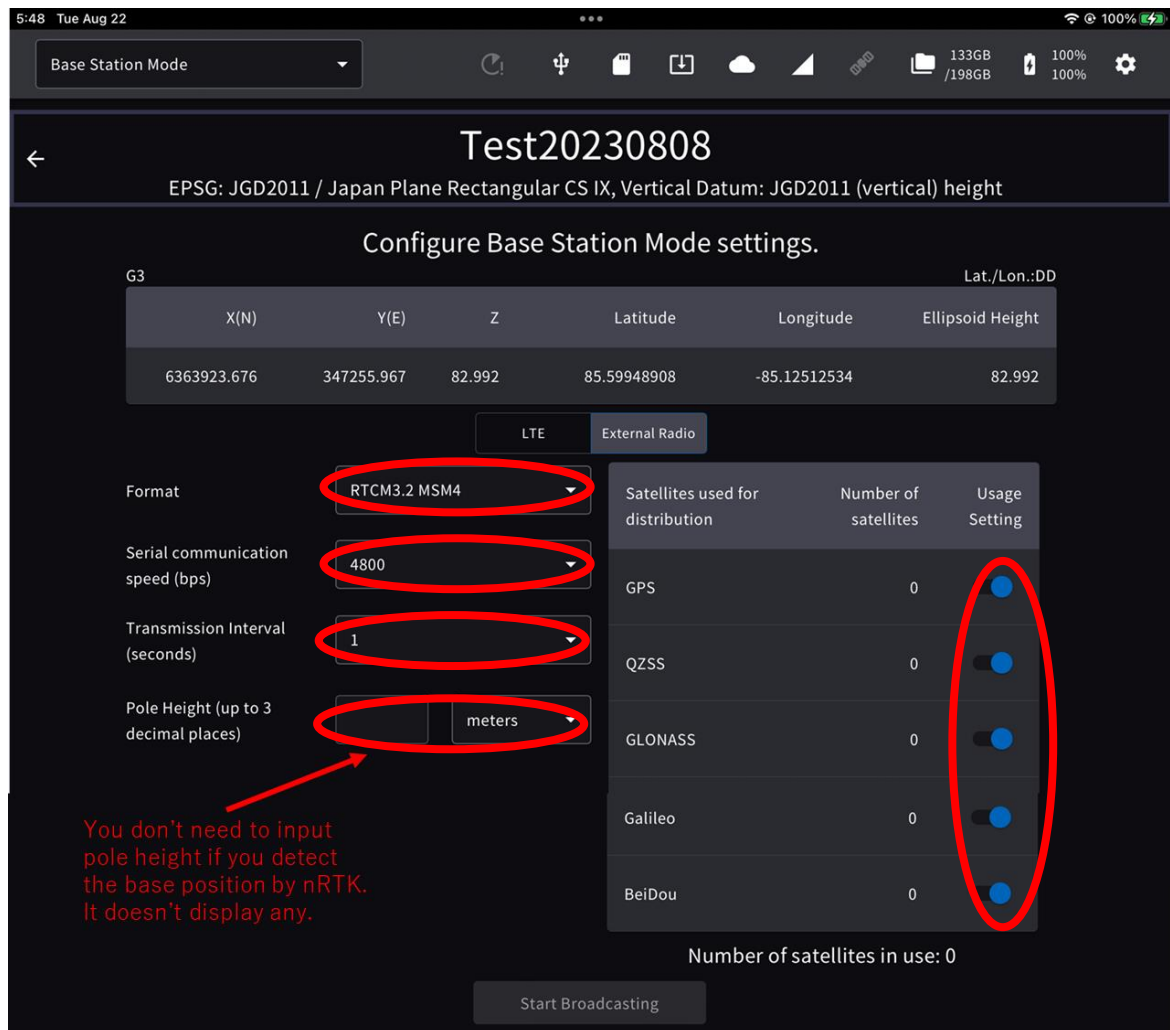 5:48 Tue Aug 22
100%
Base Station Mode
133GB
/198GB
100%
100%
Test20230808
EPSG: JGD2011 / Japan Plane Rectangular CS IX, Vertical Datum: JGD2011 (vertical) height
Configure Base Station Mode settings.
G3
Lat./Lon.:DD
X(N) Y(E) Z Latitude Longitude Ellipsoid Height
6363923.676 347255.967 82.992 85.59948908 -85.12512534 82.992
LTE External Radio
Format
RTCM3.2 MSM4
Serial communication
speed (bps)
4800
Transmission Interval
(seconds)
1
Pole Height (up to 3
decimal places)
meters
You don't need to input
pole height if you detect
the base position by nRTK.
It doesn't display any.
Satellites used for
distribution
Number of
satellites
Usage
Setting
GPS 0
QZSS 0
GLONASS 0
Galileo 0
BeiDou 0
Number of satellites in use: 0
Start Broadcasting